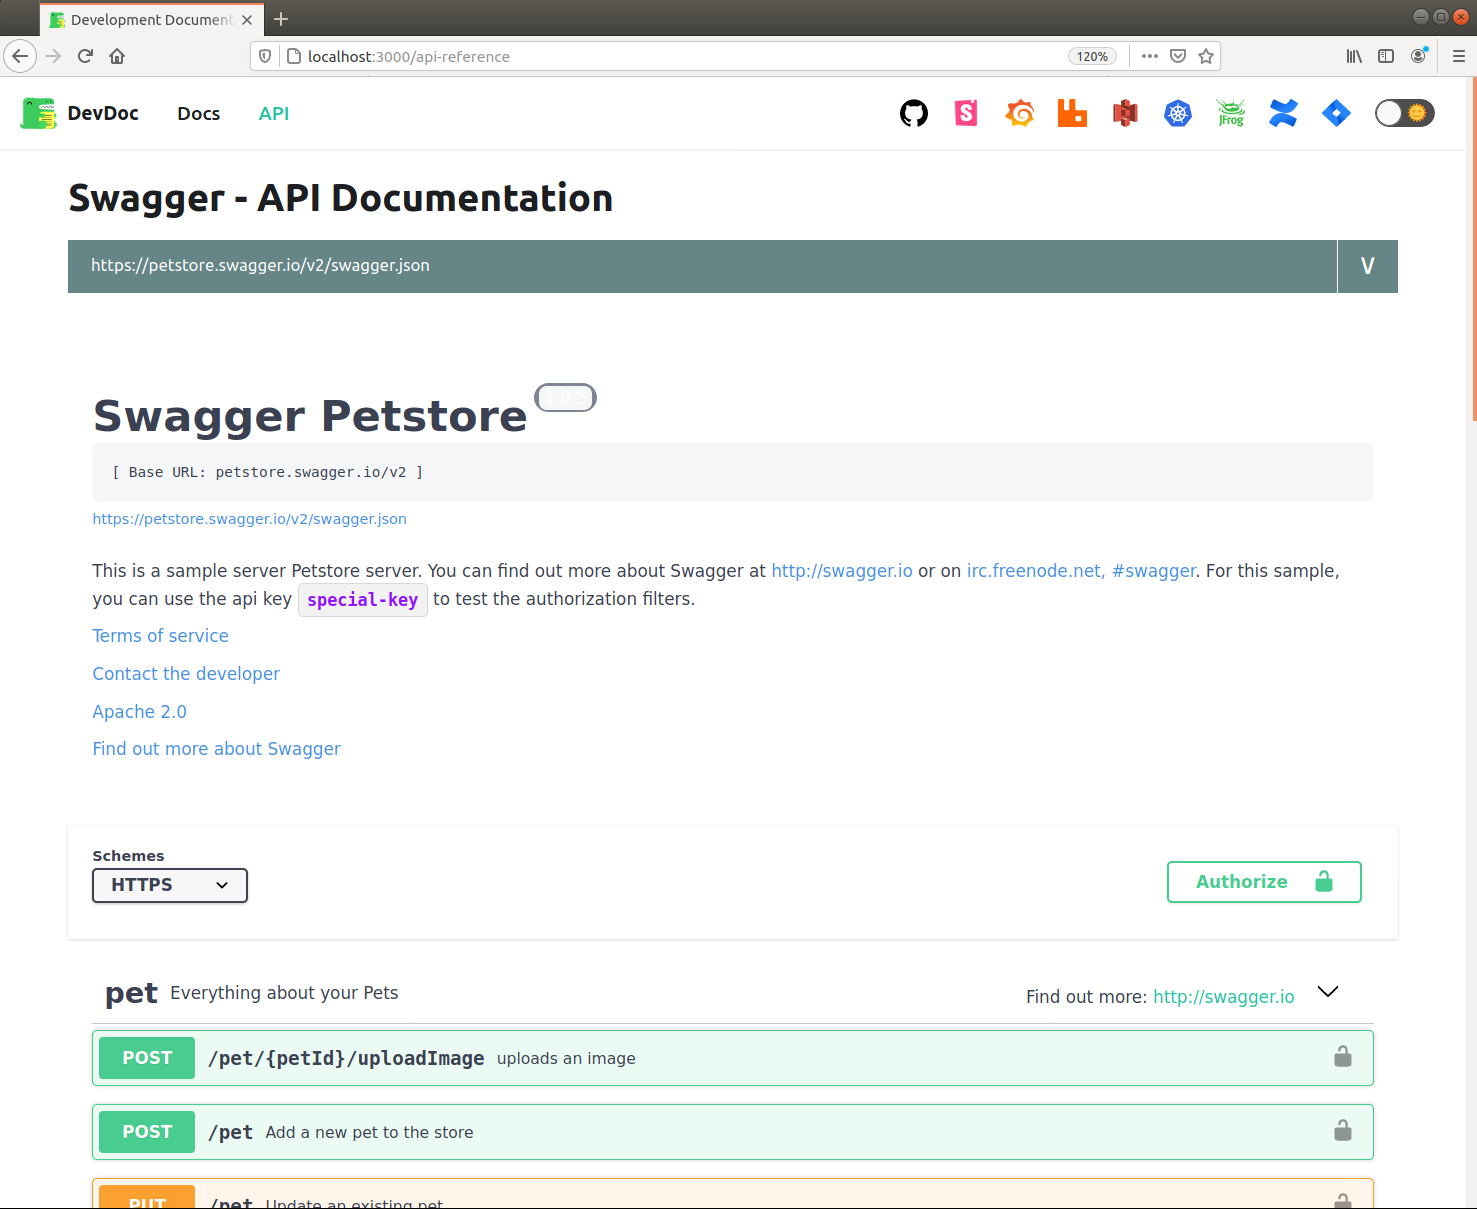 Development Document
localhost:3000/api-reference
120%
DevDoc
Docs
API
JFrog
Swagger - API Documentation
https://petstore.swagger.io/v2/swagger.json
V
Swagger Petstore
1.0.5
[ Base URL: petstore.swagger.io/v2 ]
https://petstore.swagger.io/v2/swagger.json
This is a sample server Petstore server. You can find out more about Swagger at http://swagger.io or on irc.freenode.net, #swagger. For this sample,
you can use the api key special-key to test the authorization filters.
Terms of service
Contact the developer
Apache 2.0
Find out more about Swagger
Schemes
HTTPS
Authorize
pet Everything about your Pets
Find out more: http://swagger.io
POST /pet/{petId}/uploadImage uploads an image
POST /pet Add a new pet to the store
PUT /pet Update an existing pet